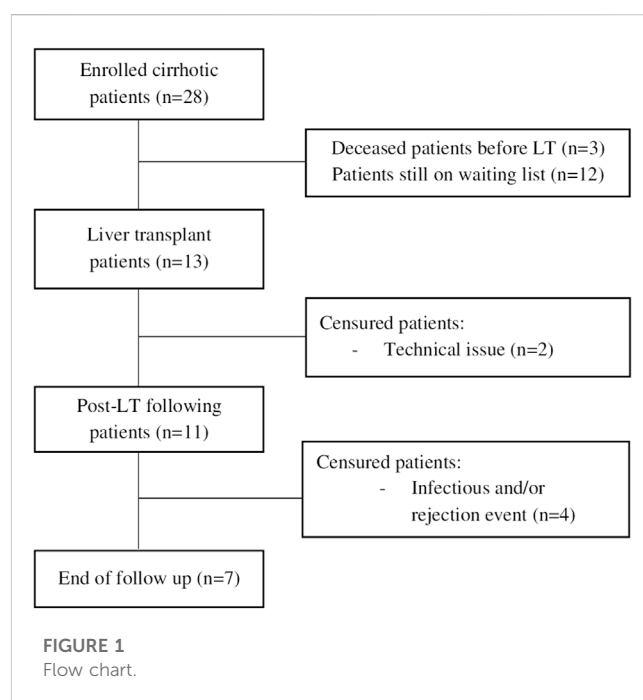 Enrolled cirrhotic
patients (n=28)
Deceased patients before LT (n=3)
Patients still on waiting list (n=12)
Liver transplant
patients (n=13)
Censured patients:
- Technical issue (n=2)
Post-LT following
patients (n=11)
Censured patients:
- Infectious and/or
rejection event (n=4)
End of follow up (n=7)
FIGURE 1
Flow chart.